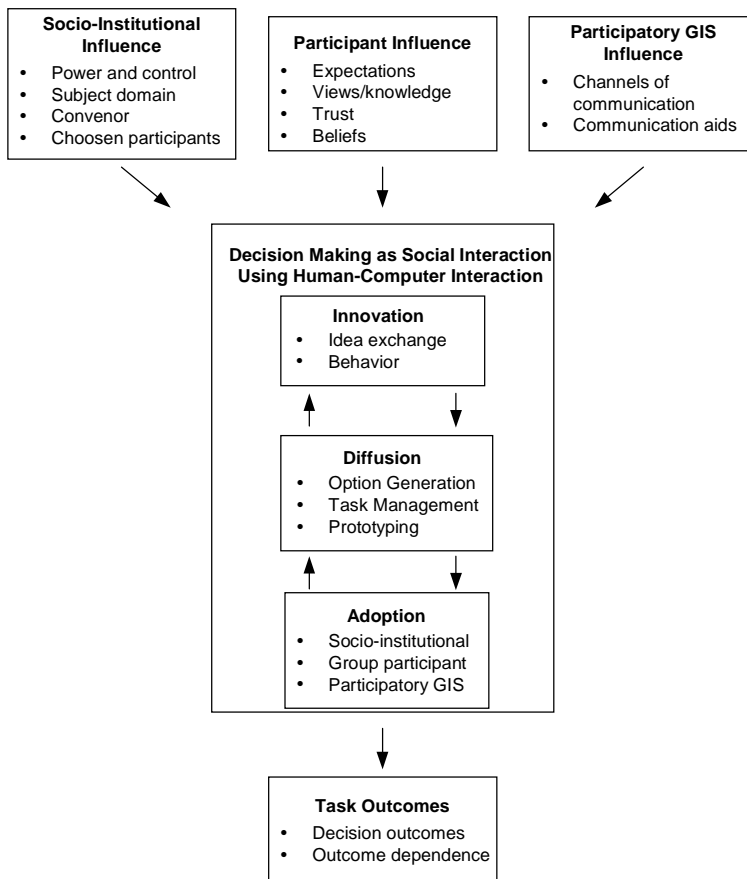 Socio-Institutional
Influence
• Power and control
• Subject domain
• Convenor
• Choosen participants
Participant Influence
• Expectations
• Views/knowledge
• Trust
• Beliefs
Participatory GIS
Influence
• Channels of
communication
• Communication aids
Decision Making as Social Interaction
Using Human-Computer Interaction
Innovation
• Idea exchange
• Behavior
Diffusion
• Option Generation
• Task Management
• Prototyping
Adoption
• Socio-institutional
• Group participant
• Participatory GIS
Task Outcomes
• Decision outcomes
• Outcome dependence